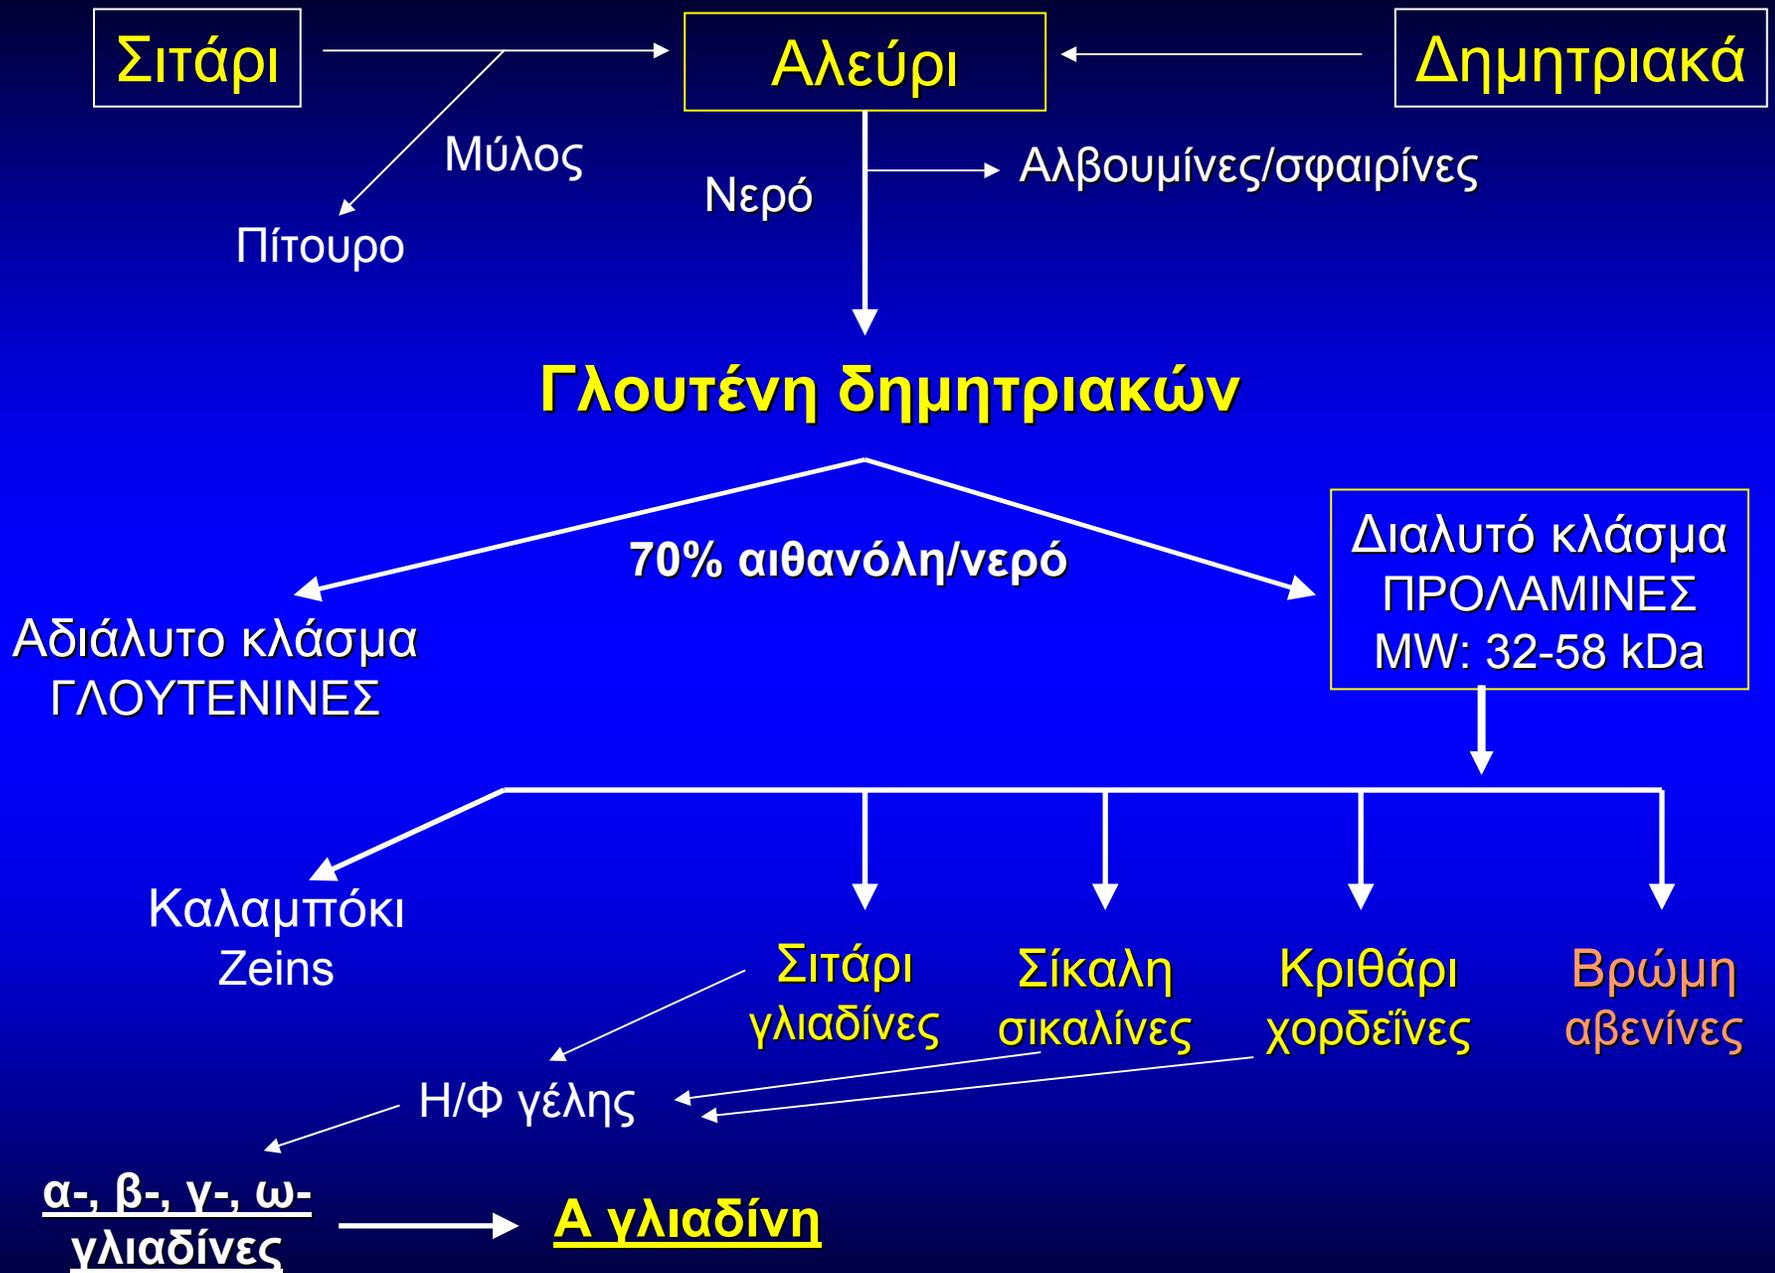 Σιτάρι
Αλεύρι
Δημητριακά
Μύλος
Νερό
Αλβουμίνες/σφαιρίνες
Πίτουρο
Γλουτένη δημητριακών
70% αιθανόλη/νερό
Διαλυτό κλάσμα
ΠΡΟΛΑΜΙΝΕΣ
MW: 32-58 kDa
Αδιάλυτο κλάσμα
ΓΛΟΥΤΕΝΙΝΕΣ
Καλαμπόκι
Zeins
Σιτάρι
γλιαδίνες
Σίκαλη
σικαλίνες
Κριθάρι
χορδεΐνες
Βρώμη
αβενίνες
Η/Φ γέλης
α-, β-, γ-, ω-
γλιαδίνες
Α γλιαδίνη